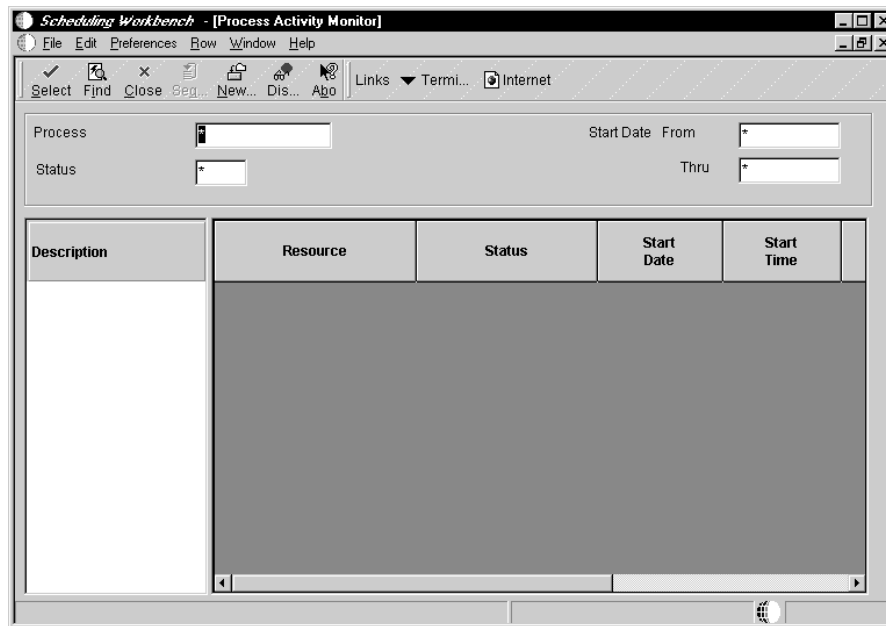 Scheduling Workbench - [Process Activity Monitor]
File Edit Preferences Row Window Help
Select Find Close Seq... New... Dis... Abo Links Termi... Internet
Process * Start Date From *
Status * Thru *
Description Resource Status Start Date Start Time